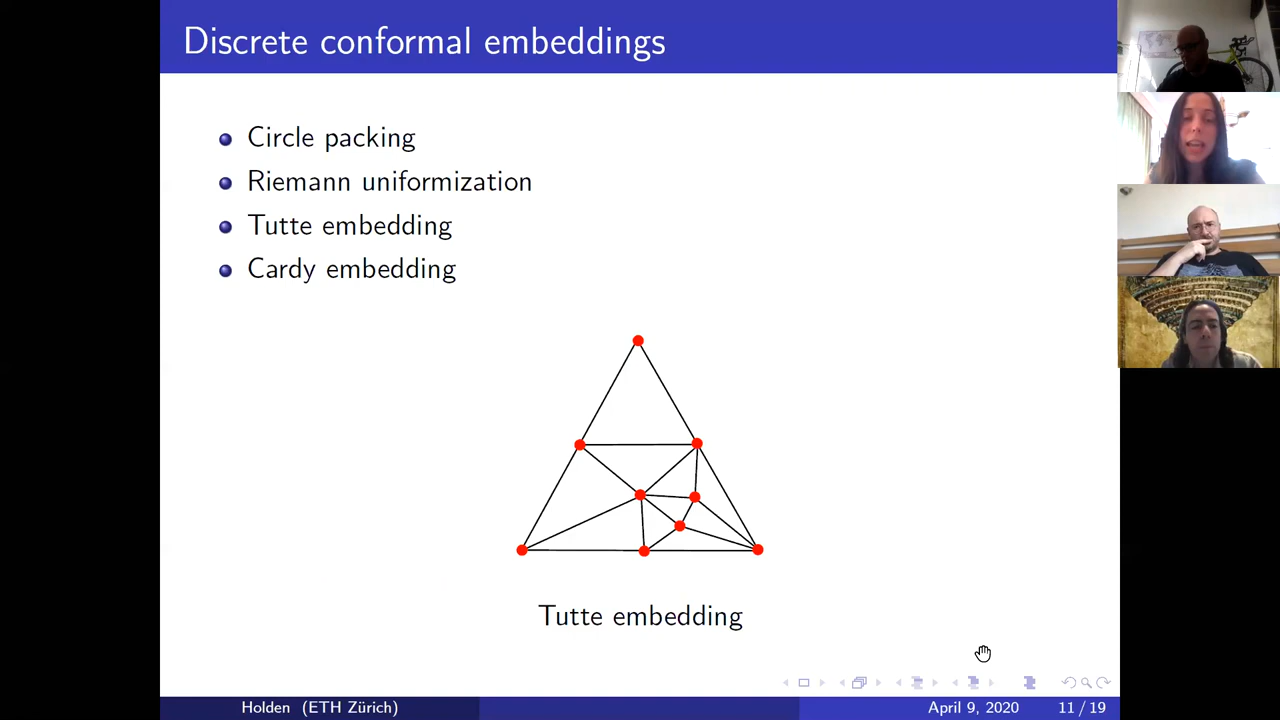 Discrete conformal embeddings
Circle packing
Riemann uniformization
Tutte embedding
Cardy embedding
Tutte embedding
Holden (ETH Zürich)
April 9, 2020
11 / 19